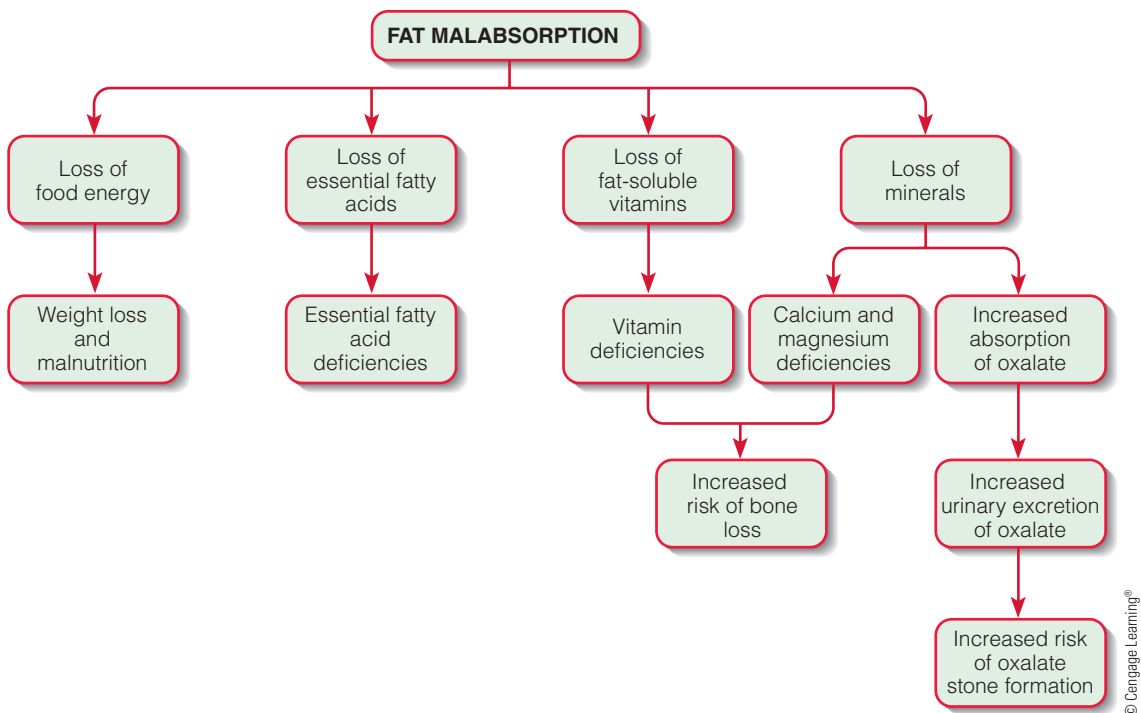 FAT MALABSORPTION
Loss of
food energy
Loss of
essential fatty
acids
Loss of
fat-soluble
vitamins
Loss of
minerals
Weight loss
and
malnutrition
Essential fatty
acid
deficiencies
Vitamin
deficiencies
Calcium and
magnesium
deficiencies
Increased
absorption
of oxalate
Increased
risk of bone
loss
Increased
urinary excretion
of oxalate
Increased risk
of oxalate
stone formation
© Cengage Learning®